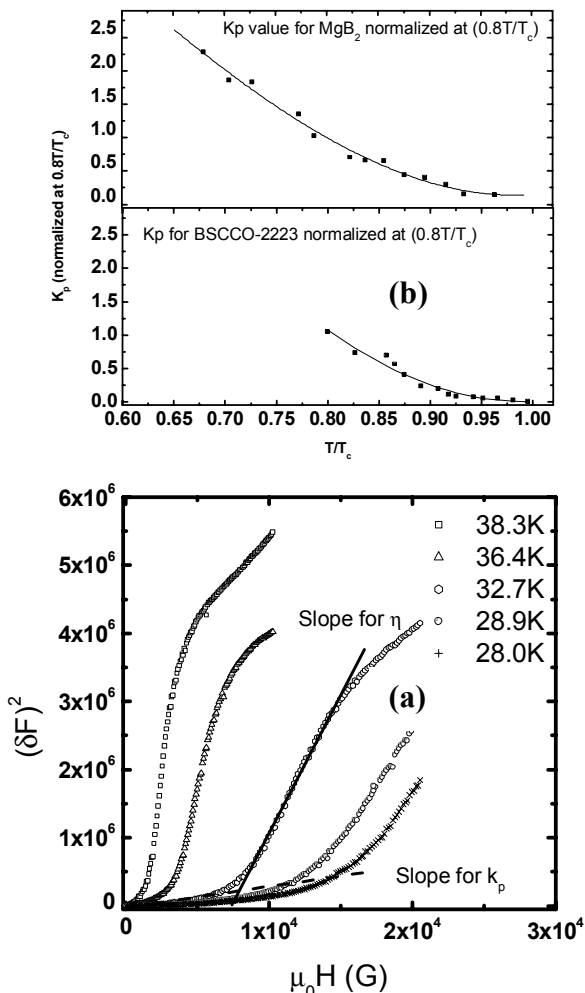 Kp value for MgB2 normalized at (0.8T/Tc)
2.5
2.0
1.5
1.0
0.5
0.0
Kp (normalized at 0.8T/Tc)
Kp for BSCCO-2223 normalized at (0.8T/Tc)
(b)
2.5
2.0
1.5
1.0
0.5
0.0
0.60 0.65 0.70 0.75 0.80 0.85 0.90 0.95 1.00
T/Tc
6x10^6
5x10^6
4x10^6
3x10^6
2x10^6
1x10^6
0
(δF)^2
38.3K
36.4K
32.7K
28.9K
28.0K
Slope for η
(a)
Slope for kp
0 1x10^4 2x10^4 3x10^4
μ0H (G)